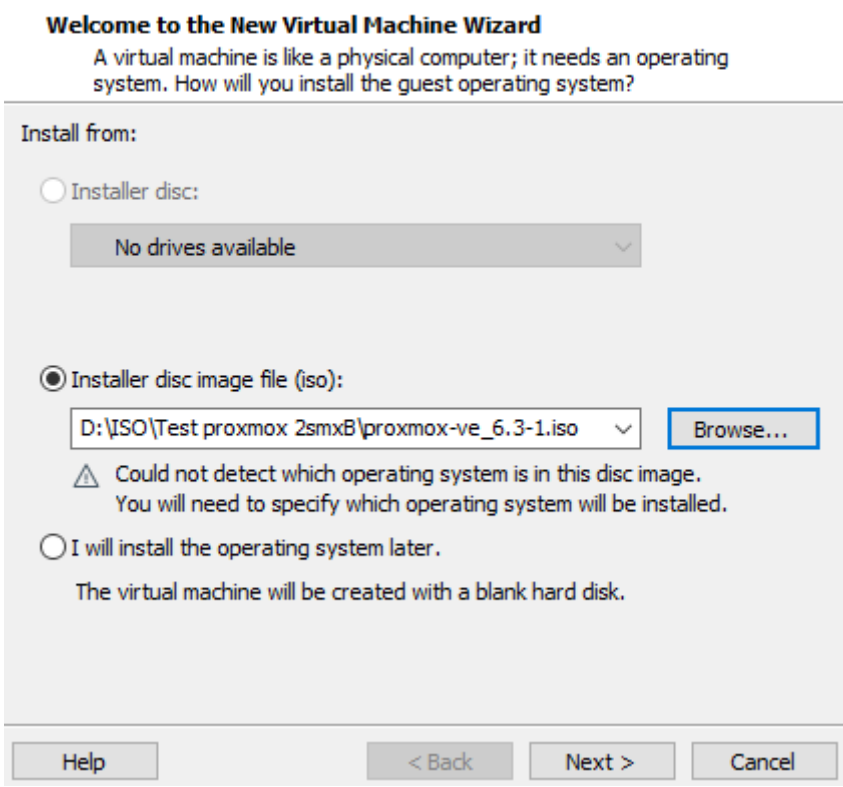 Welcome to the New Virtual Machine Wizard
A virtual machine is like a physical computer; it needs an operating
system. How will you install the guest operating system?
Install from:
Installer disc:
No drives available
Installer disc image file (iso):
D:\ISO\Test proxmox 2smxB\proxmox-ve_6.3-1.iso
Browse...
Could not detect which operating system is in this disc image.
You will need to specify which operating system will be installed.
I will install the operating system later.
The virtual machine will be created with a blank hard disk.
Help
< Back
Next >
Cancel